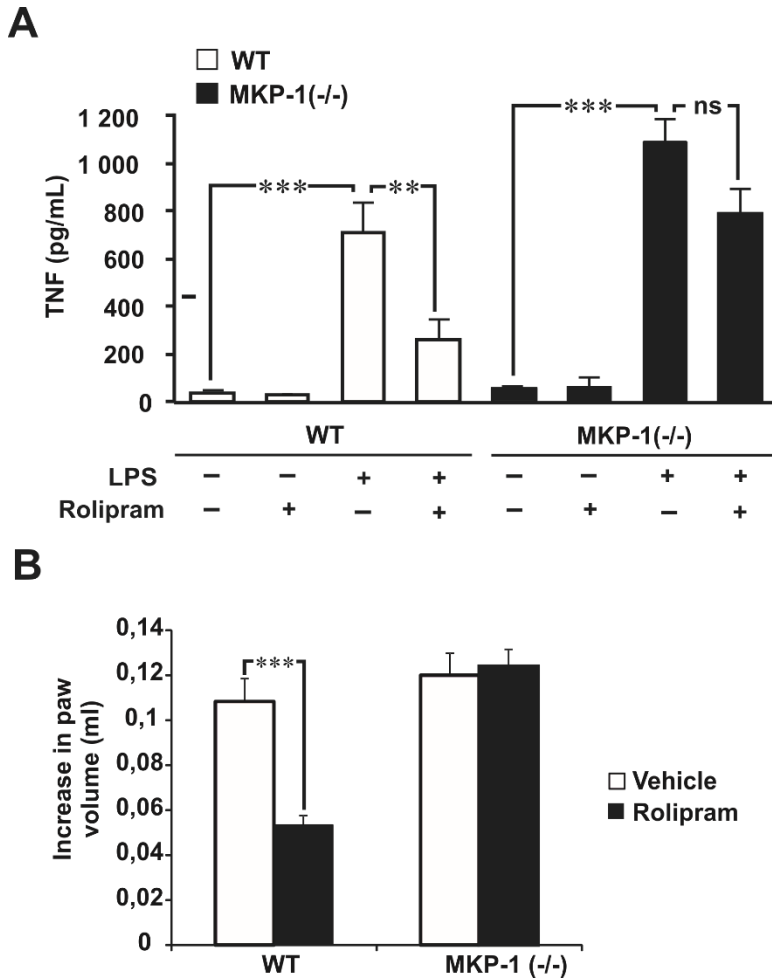 A
WT
MKP-1(-/-)
TNF (pg/mL)
1 200
1 000
800
600
400
200
0
*** ** *** ns
WT MKP-1(-/-)
LPS – – + + – – + +
Rolipram – + – + – + – +
B
Increase in paw
volume (ml)
0,14
0,12
0,1
0,08
0,06
0,04
0,02
0
***
Vehicle
Rolipram
WT MKP-1 (-/-)